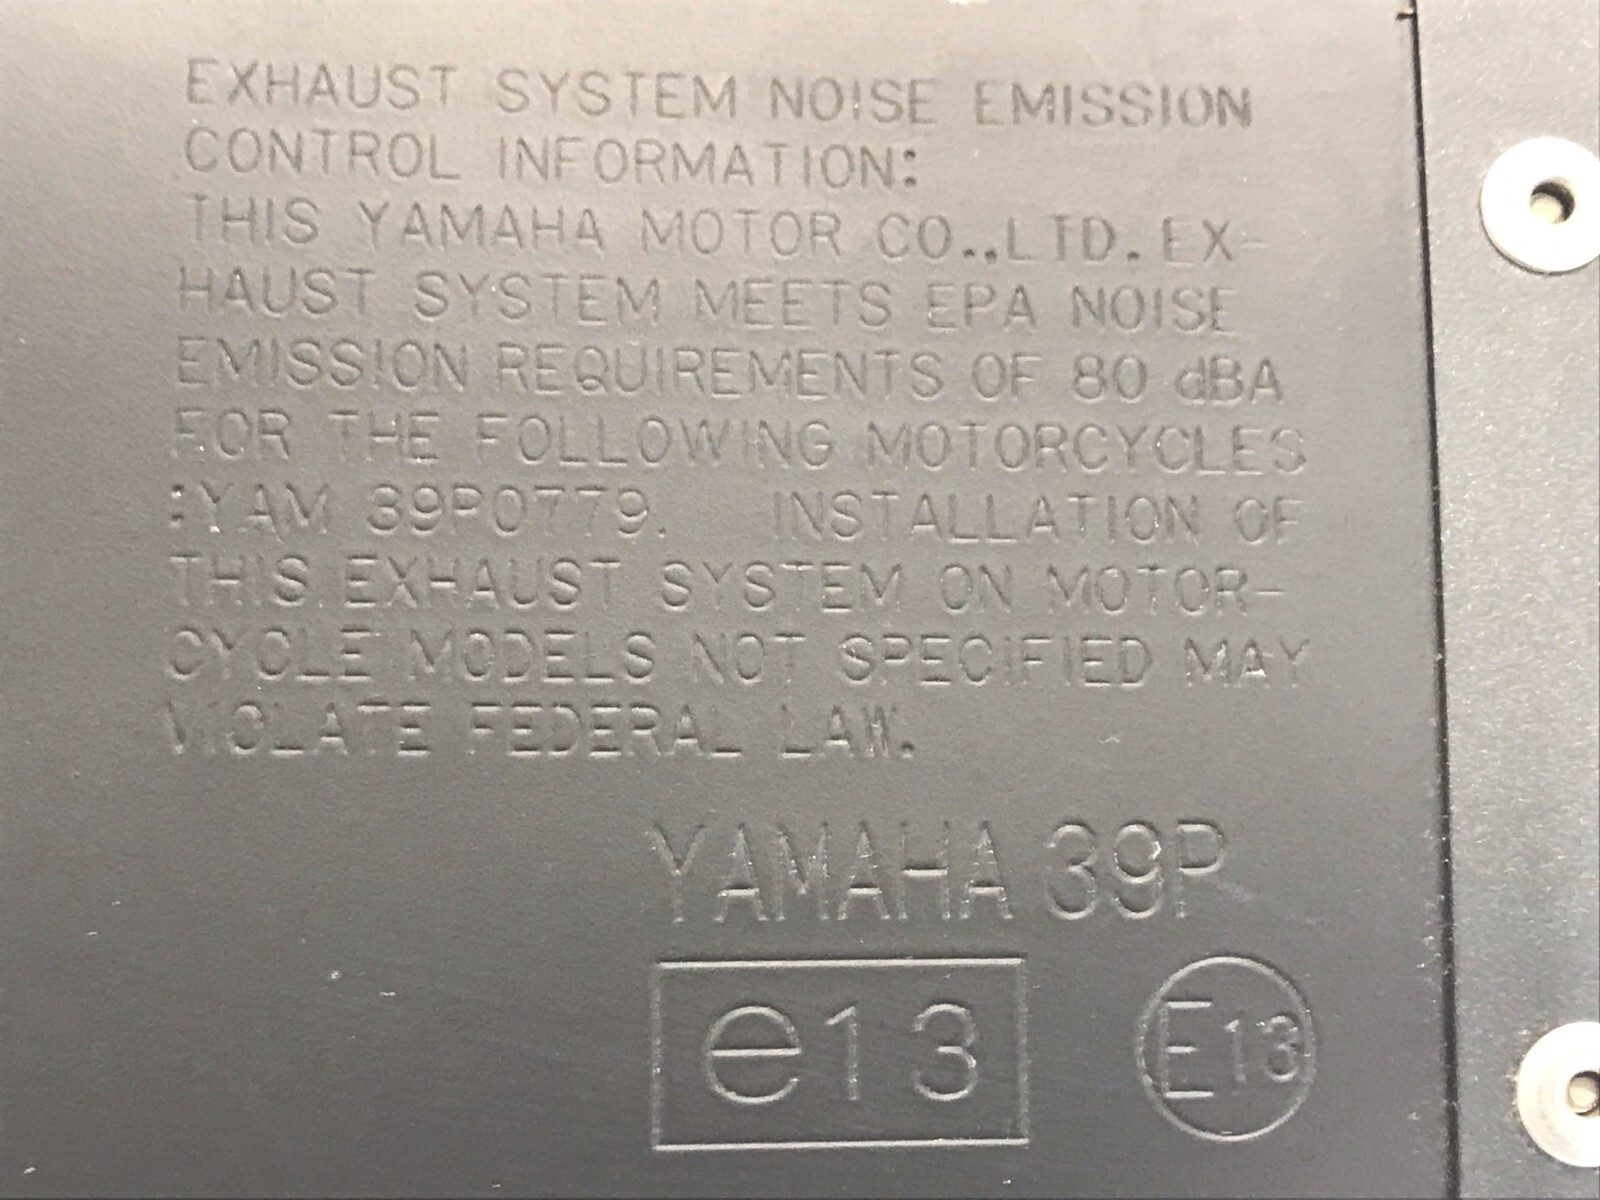 EXHAUST SYSTEM NOISE EMISSION
CONTROL INFORMATION:
THIS YAMAHA MOTOR CO.,LTD. EX-
HAUST SYSTEM MEETS EPA NOISE
EMISSION REQUIREMENTS OF 80 dBA
FOR THE FOLLOWING MOTORCYCLES
:YAM 39P0779. INSTALLATION OF
THIS EXHAUST SYSTEM ON MOTOR-
CYCLE MODELS NOT SPECIFIED MAY
VIOLATE FEDERAL LAW.
YAMAHA 39P
e13 E13